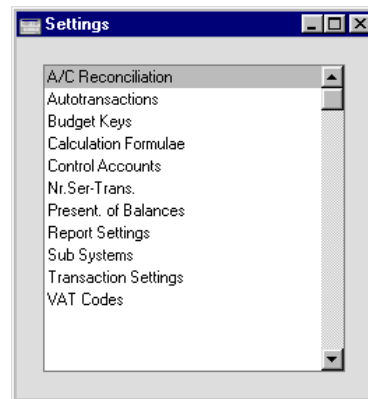 Settings
A/C Reconciliation
Autotransactions
Budget Keys
Calculation Formulae
Control Accounts
Nr.Ser-Trans.
Present. of Balances
Report Settings
Sub Systems
Transaction Settings
VAT Codes